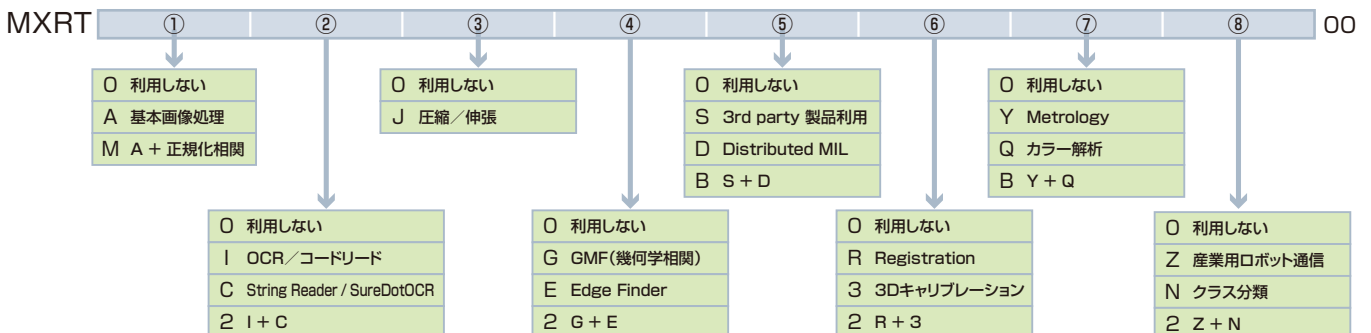 MXRT ① ② ③ ④ ⑤ ⑥ ⑦ ⑧ 00
0 利用しない
A 基本画像処理
M A + 正規化相関
0 利用しない
J 圧縮／伸張
0 利用しない
S 3rd party 製品利用
D Distributed MIL
B S + D
0 利用しない
Y Metrology
Q カラー解析
B Y + Q
0 利用しない
I OCR／コードリード
C String Reader / SureDotOCR
2 I + C
0 利用しない
G GMF(幾何学相関)
E Edge Finder
2 G + E
0 利用しない
R Registration
3 3Dキャリブレーション
2 R + 3
0 利用しない
Z 産業用ロボット通信
N クラス分類
2 Z + N